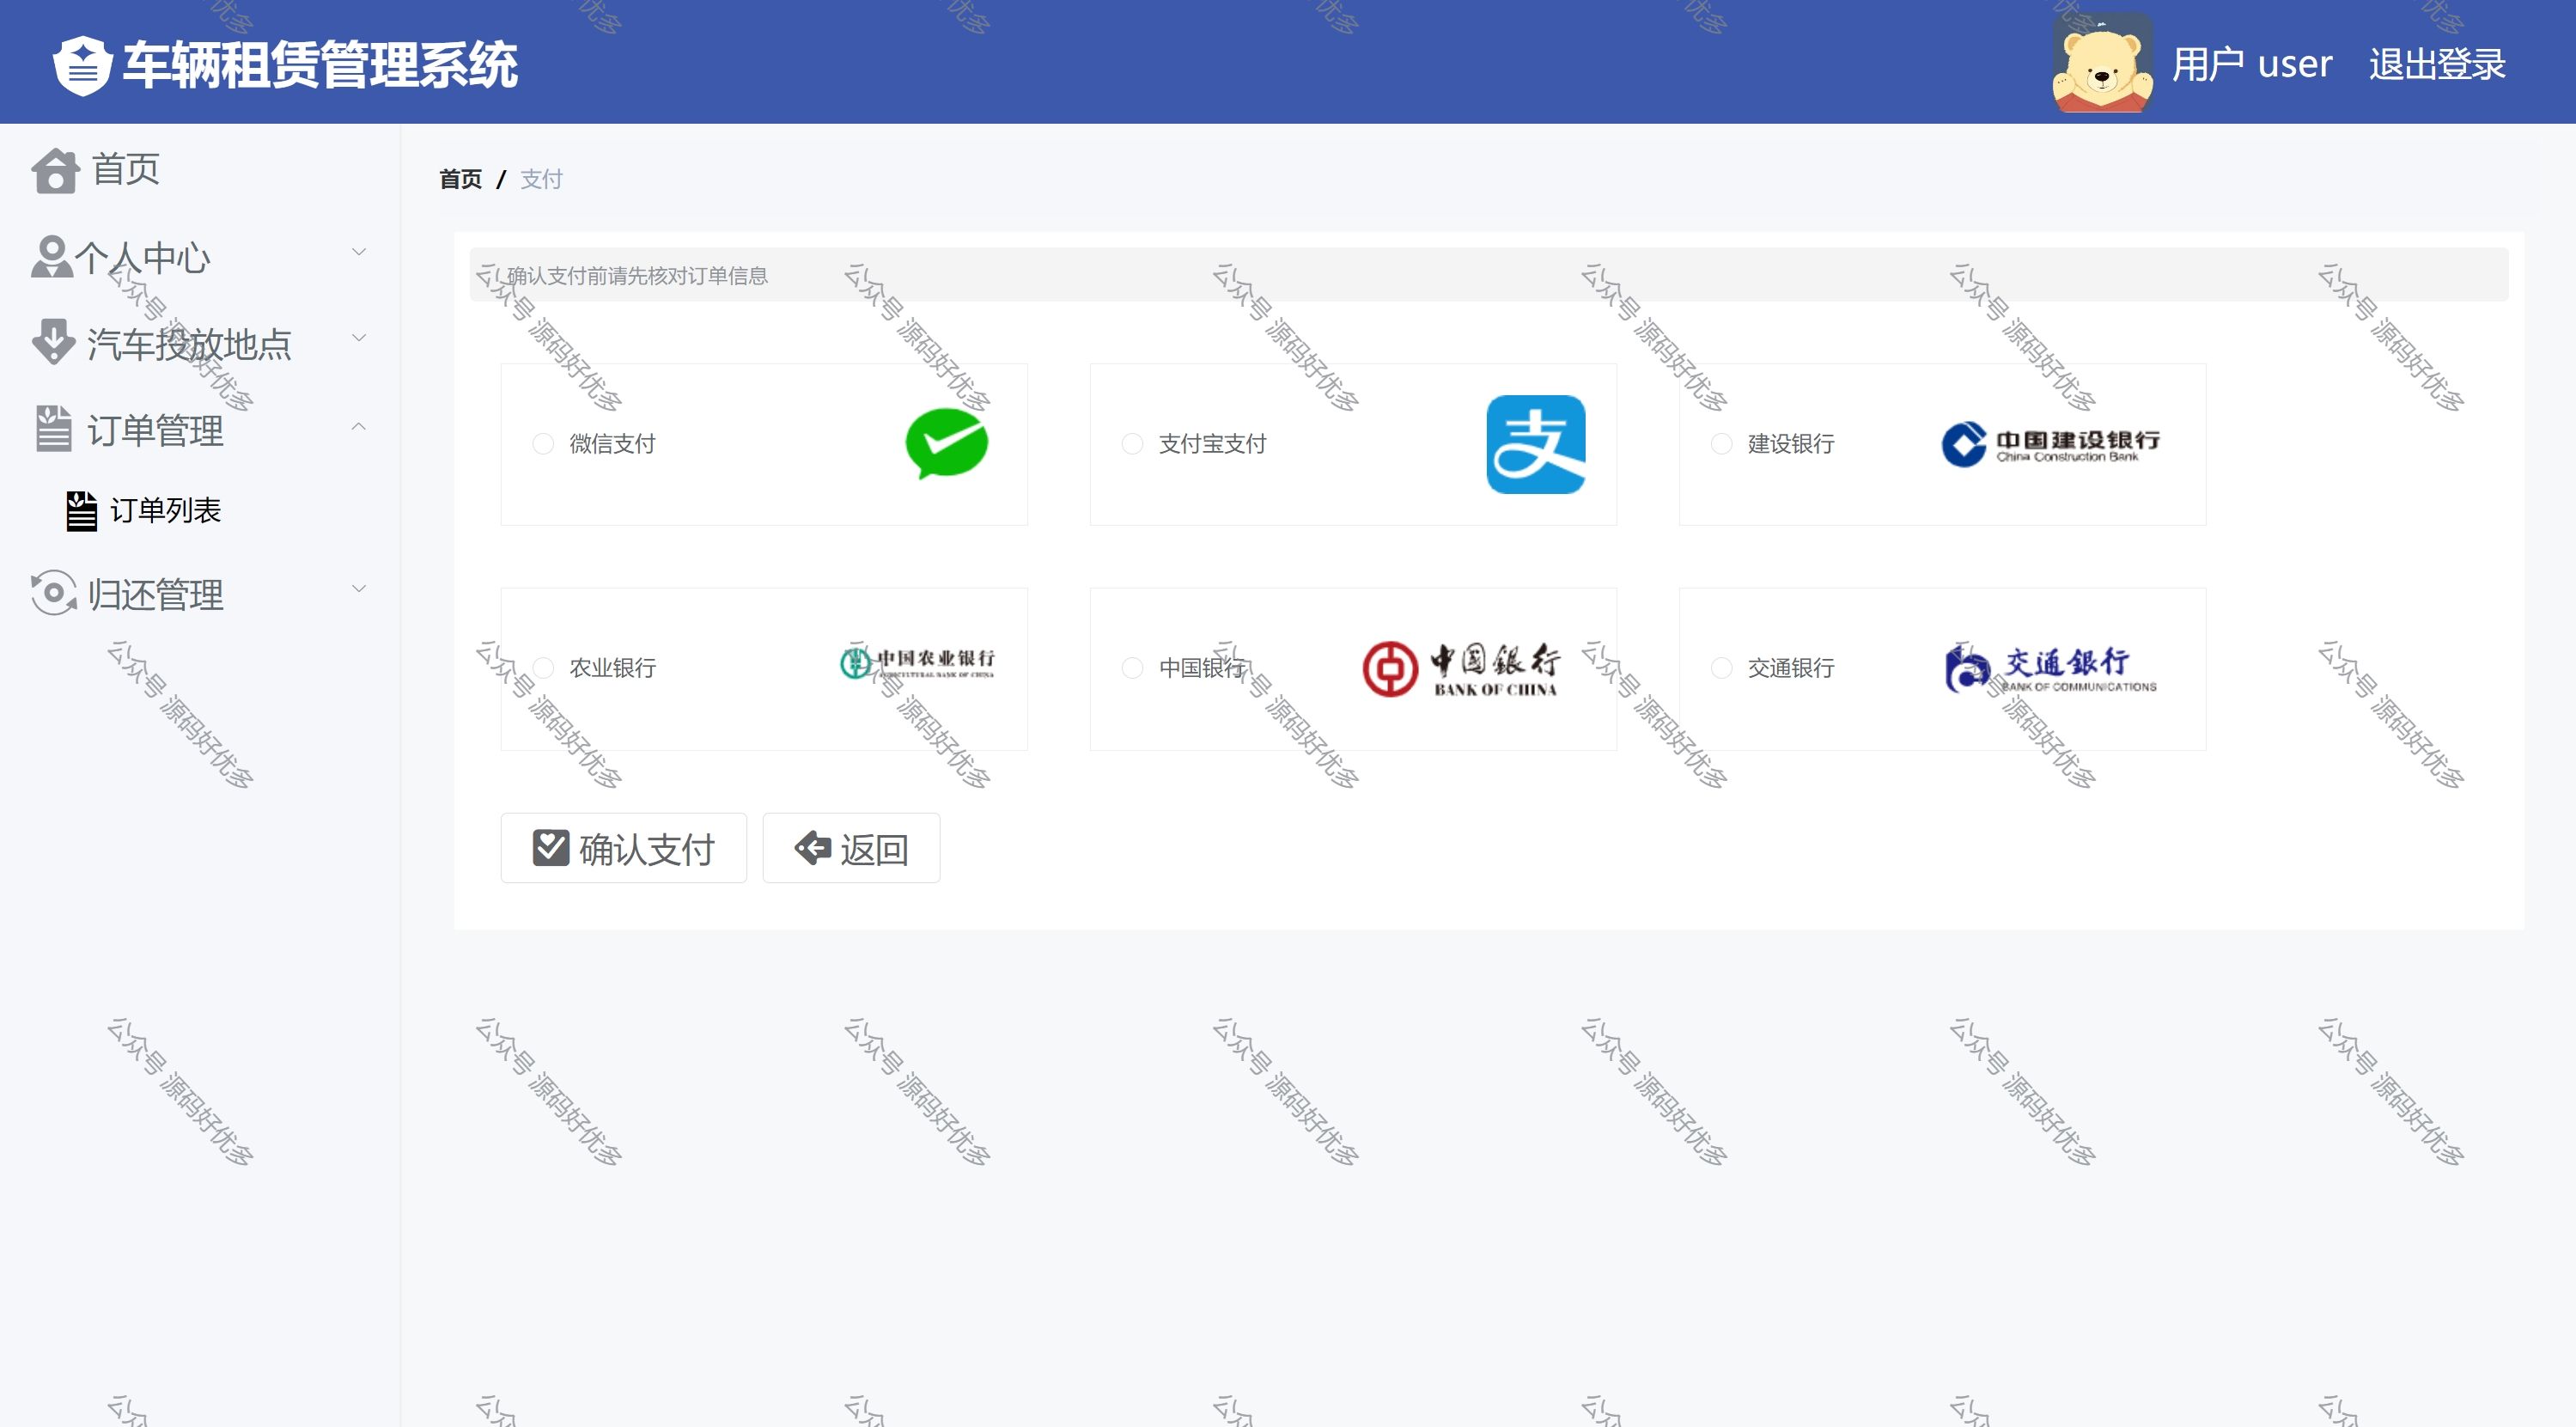 车辆租赁管理系统
用户 user 退出登录
首页
个人中心
汽车投放地点
订单管理
订单列表
归还管理
首页 / 支付
确认支付前请先核对订单信息
微信支付
支付宝支付
支
建设银行
中国建设银行
China Construction Bank
农业银行
中国农业银行
AGRICULTURAL BANK OF CHINA
中国银行
中國銀行
BANK OF CHINA
交通银行
交通銀行
BANK OF COMMUNICATIONS
确认支付
返回
公众号 源码好优多